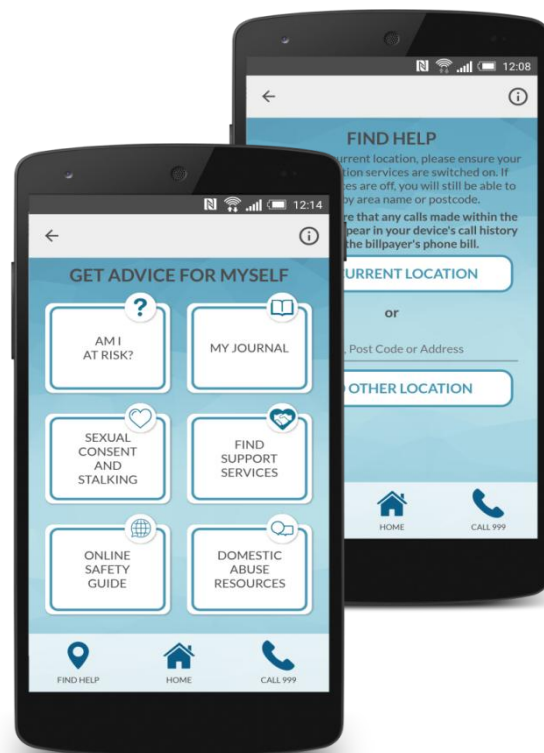 12:14
GET ADVICE FOR MYSELF
?
AM I
AT RISK?
MY JOURNAL
SEXUAL
CONSENT
AND
STALKING
FIND
SUPPORT
SERVICES
ONLINE
SAFETY
GUIDE
DOMESTIC
ABUSE
RESOURCES
FIND HELP
HOME
CALL 999
12:08
FIND HELP
current location, please ensure your
services are switched on. If
are off, you will still be able to
by area name or postcode.
that any calls made within the
in your device's call history
the billpayer's phone bill.
CURRENT LOCATION
or
, Post Code or Address
OTHER LOCATION
HOME
CALL 999